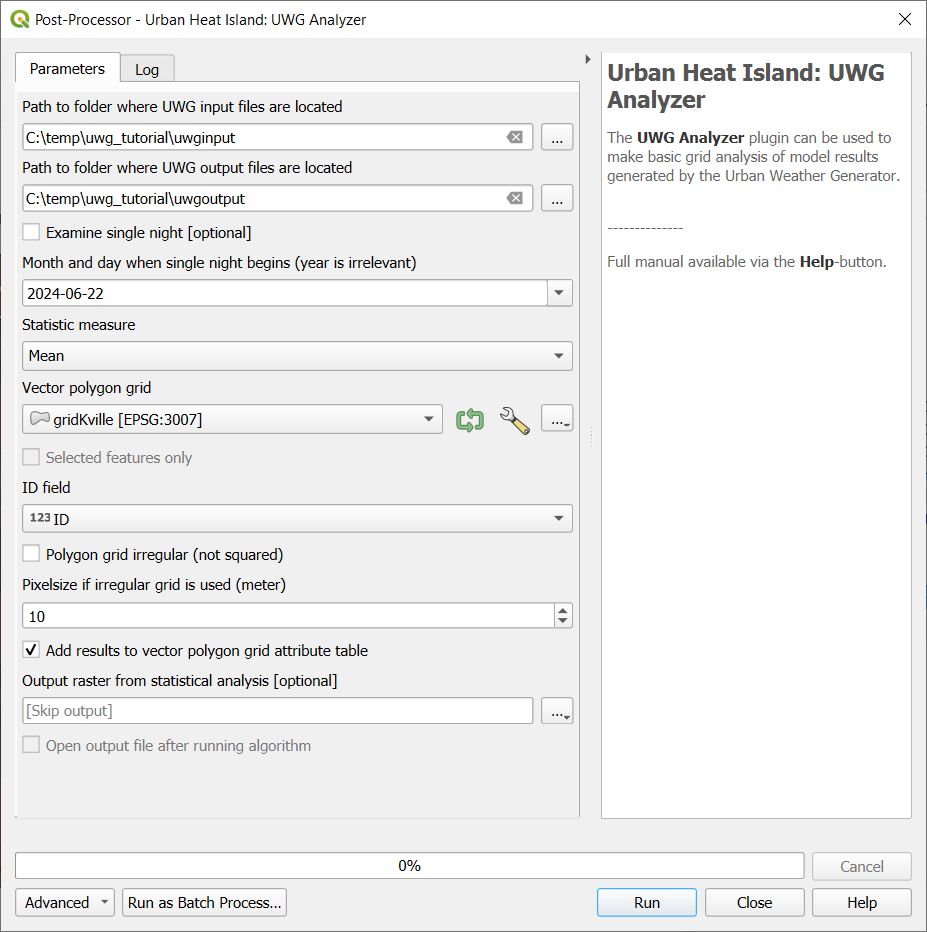 Post-Processor - Urban Heat Island: UWG Analyzer
Parameters
Log
Path to folder where UWG input files are located
C:\temp\uwg_tutorial\uwginput
...
Path to folder where UWG output files are located
C:\temp\uwg_tutorial\uwgoutput
...
Examine single night [optional]
Month and day when single night begins (year is irrelevant)
2024-06-22
Statistic measure
Mean
Vector polygon grid
gridKville [EPSG:3007]
...
Selected features only
ID field
123 ID
Polygon grid irregular (not squared)
Pixelsize if irregular grid is used (meter)
10
Add results to vector polygon grid attribute table
Output raster from statistical analysis [optional]
[Skip output]
...
Open output file after running algorithm
Urban Heat Island: UWG
Analyzer
The UWG Analyzer plugin can be used to
make basic grid analysis of model results
generated by the Urban Weather Generator.
--------------
Full manual available via the Help-button.
0%
Cancel
Advanced
Run as Batch Process...
Run
Close
Help